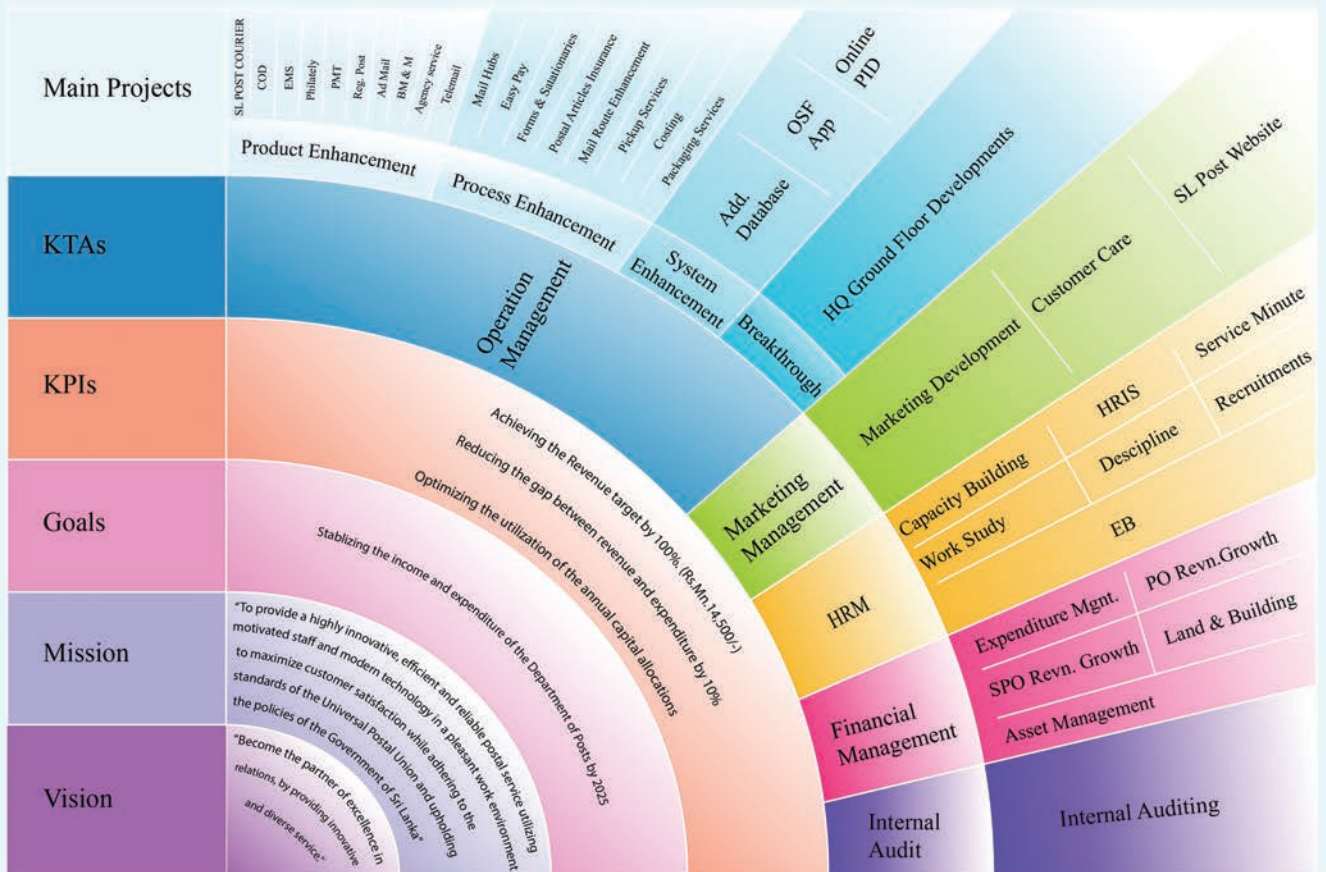 Main Projects
KTAs
KPIs
Goals
Mission
Vision
SL POST COURIER
COD
EMS
Philately
PMT
Reg. Post
Ad Mail
BM & M
Agency service
Telemail
Product Enhancement
Mail Hubs
Easy Pay
Forms & Satationaries
Postal Articles Insurance
Mail Route Enhancement
Pickup Services
Costing
Packaging Services
Process Enhancement
Add.
Database
OSF
App
Online
PID
System
Enhancement
HQ Ground Floor Developments
Breakthrough
Operation
Management
Marketing Development
Customer Care
SL Post Website
Marketing
Management
Capacity Building
HRIS
Service Minute
Work Study
Descipline
Recruitments
EB
HRM
Expenditure Mgnt.
PO Revn.Growth
SPO Revn. Growth
Land & Building
Asset Management
Financial
Management
Internal Auditing
Internal
Audit
Achieving the Revenue target by 100%. (Rs.Mn.14,500/-)
Reducing the gap between revenue and expenditure by 10%
Optimizing the utilization of the annual capital allocations
Stablizing the income and expenditure of the Department of Posts by 2025
"To provide a highly innovative, efficient and reliable postal service utilizing
motivated staff and modern technology in a pleasant work environment
to maximize customer satisfaction while adhering to the
standards of the Universal Postal Union and upholding
the policies of the Government of Sri Lanka"
"Become the partner of excellence in
relations, by providing innovative
and diverse service."